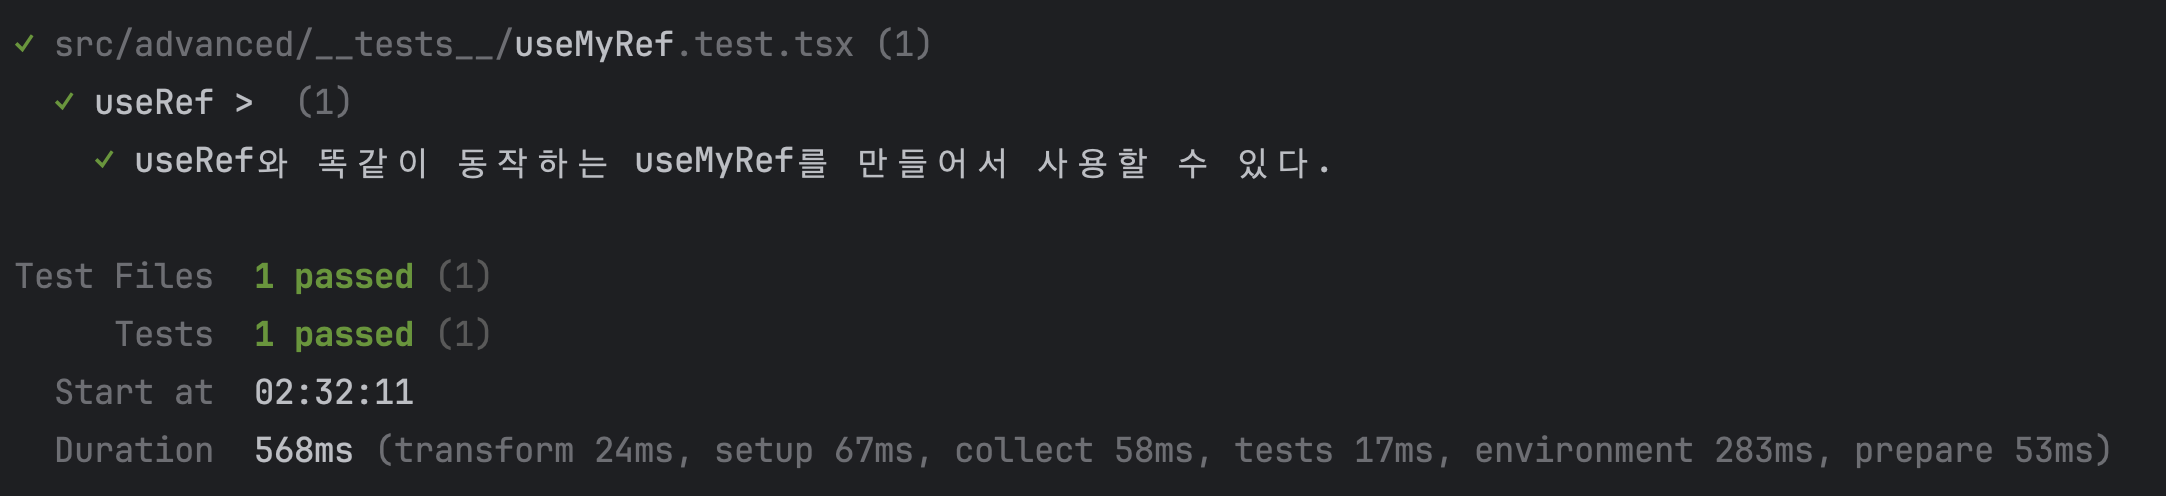 ✓ src/advanced/__tests__/useMyRef.test.tsx (1)
✓ useRef > (1)
✓ useRef와 똑같이 동작하는 useMyRef를 만들어서 사용할 수 있다.
Test Files 1 passed (1)
Tests 1 passed (1)
Start at 02:32:11
Duration 568ms (transform 24ms, setup 67ms, collect 58ms, tests 17ms, environment 283ms, prepare 53ms)